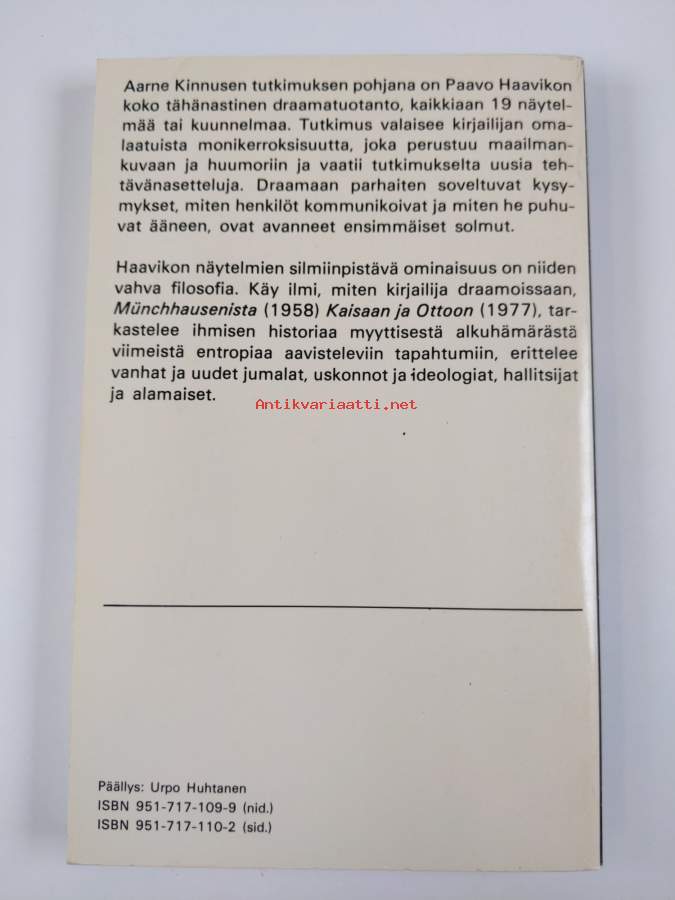 Aarne Kinnusen tutkimuksen pohjana on Paavo Haavikon
koko tähänastinen draamatuotanto, kaikkiaan 19 näytel-
mää tai kuunnelmaa. Tutkimus valaisee kirjailijan oma-
laatuista monikerroksisuutta, joka perustuu maailman-
kuvaan ja huumoriin ja vaatii tutkimukselta uusia teh-
tävänasetteluja. Draamaan parhaiten soveltuvat kysy-
mykset, miten henkilöt kommunikoivat ja miten he puhu-
vat ääneen, ovat avanneet ensimmäiset solmut.
Haavikon näytelmien silmiinpistävä ominaisuus on niiden
vahva filosofia. Käy ilmi, miten kirjailija draamoissaan,
Münchhausenista (1958) Kaisaan ja Ottoon (1977), tar-
kastelee ihmisen historiaa myyttisestä alkuhämärästä
viimeistä entropiaa aavisteleviin tapahtumiin, erittelee
vanhat ja uudet jumalat, uskonnot ja ideologiat, hallitsijat
ja alamaiset.
Antikvariaatti.net
Päällys: Urpo Huhtanen
ISBN 951-717-109-9 (nid.)
ISBN 951-717-110-2 (sid.)